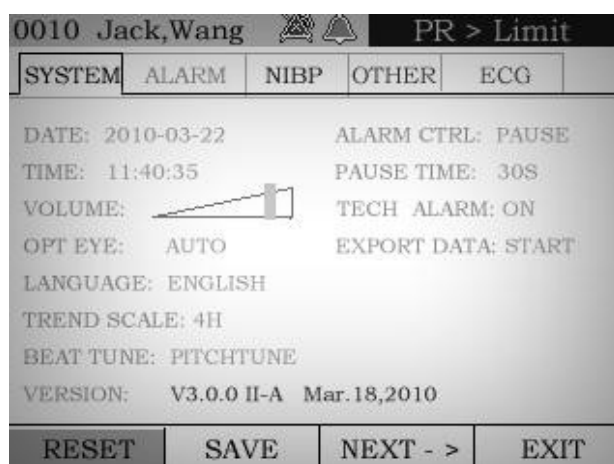 0010 Jack,Wang PR > Limit
SYSTEM ALARM NIBP OTHER ECG
DATE: 2010-03-22 ALARM CTRL: PAUSE
TIME: 11:40:35 PAUSE TIME: 30S
VOLUME: TECH ALARM: ON
OPT EYE: AUTO EXPORT DATA: START
LANGUAGE: ENGLISH
TREND SCALE: 4H
BEAT TUNE: PITCHTUNE
VERSION: V3.0.0 II-A Mar.18,2010
RESET SAVE NEXT - > EXIT